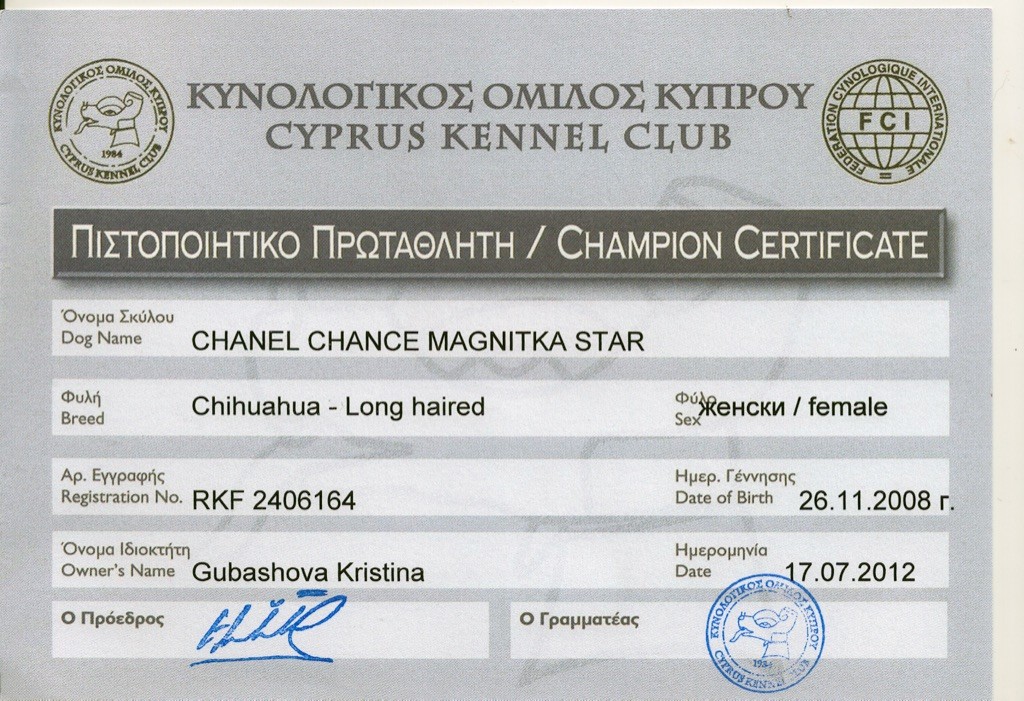 ΚΥΝΟΛΟΓΙΚΟΣ ΟΜΙΛΟΣ ΚΥΠΡΟΥ
CYPRUS KENNEL CLUB
ΚΥΝΟΛΟΓΙΚΟΣ ΟΜΙΛΟΣ ΚΥΠΡΟΥ
1984
CYPRUS KENNEL CLUB
FEDERATION CYNOLOGIQUE INTERNATIONALE
FCI
ΠΙΣΤΟΠΟΙΗΤΙΚΟ ΠΡΩΤΑΘΛΗΤΗ / CHAMPION CERTIFICATE
Όνομα Σκύλου
Dog Name CHANEL CHANCE MAGNITKA STAR
Φυλή Φύλο
Breed Chihuahua - Long haired Sex женски / female
Αρ. Εγγραφής Ημερ. Γέννησης
Registration No. RKF 2406164 Date of Birth 26.11.2008 г.
Όνομα Ιδιοκτήτη Ημερομηνία
Owner's Name Gubashova Kristina Date 17.07.2012
Ο Πρόεδρος Ο Γραμματέας
ΚΥΝΟΛΟΓΙΚΟΣ ΟΜΙΛΟΣ ΚΥΠΡΟΥ
1984
CYPRUS KENNEL CLUB